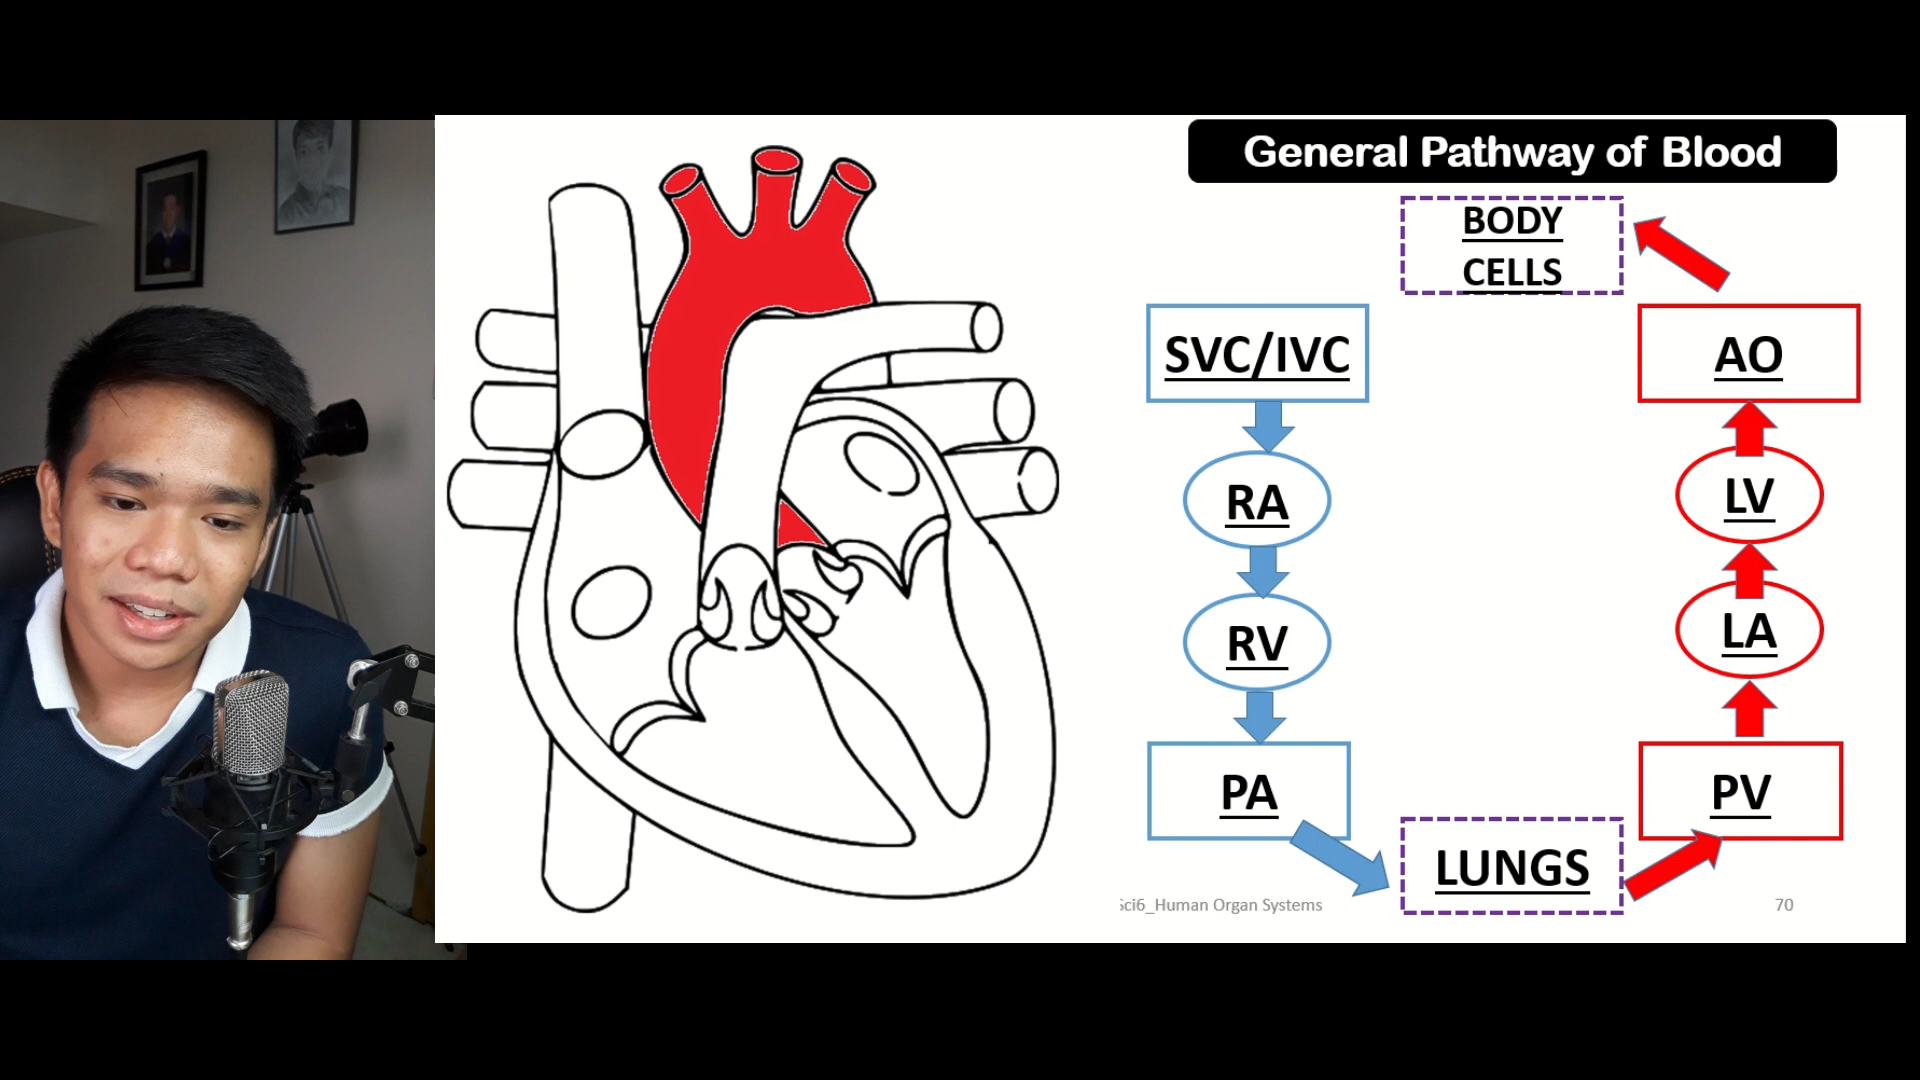 General Pathway of Blood
BODY
CELLS
SVC/IVC
AO
RA
LV
RV
LA
PA
PV
LUNGS
Sci6_Human Organ Systems
70